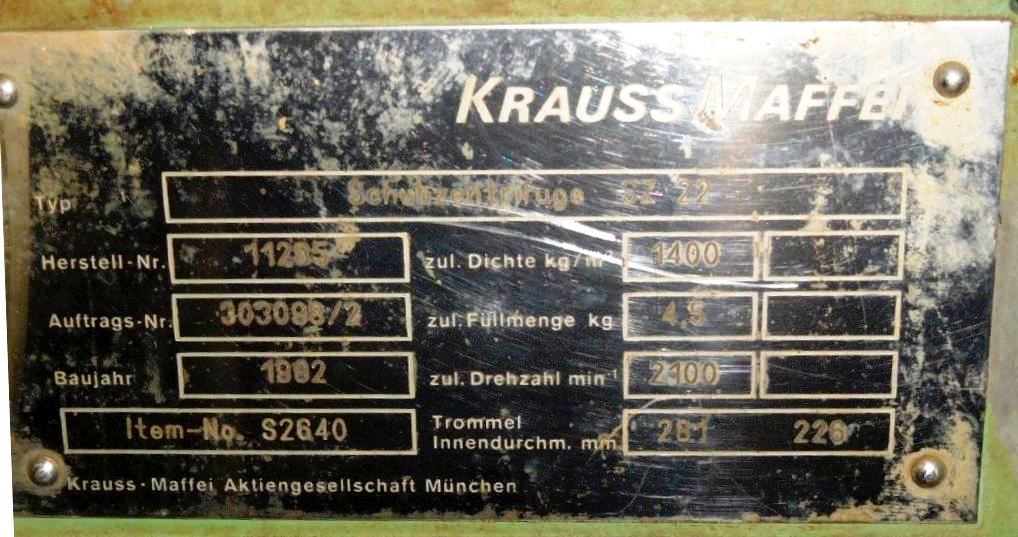 KRAUSS MAFFEI
Typ Schubzentrifuge SZ 22
Herstell-Nr. 11285 zul. Dichte kg/m³ 1400
Auftrags-Nr. 303098/2 zul. Füllmenge kg 4,5
Baujahr zul. Drehzahl min⁻¹ 2100
Item-No. S2640 Trommel Innendurchm. mm 281 226
Krauss-Maffei Aktiengesellschaft München